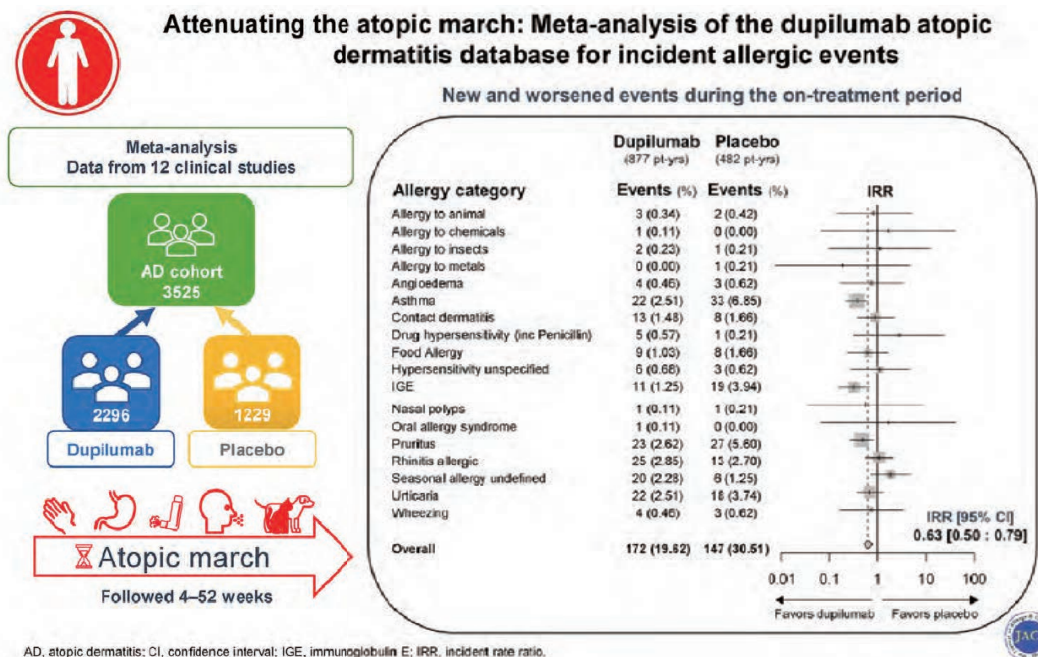 Attenuating the atopic march: Meta-analysis of the dupilumab atopic
dermatitis database for incident allergic events
New and worsened events during the on-treatment period
Meta-analysis
Data from 12 clinical studies
AD cohort
3525
2296
1229
Dupilumab
Placebo
Atopic march
Followed 4–52 weeks
Dupilumab Placebo
(877 pt-yrs) (482 pt-yrs)
Allergy category Events (%) Events (%) IRR
Allergy to animal 3 (0.34) 2 (0.42)
Allergy to chemicals 1 (0.11) 0 (0.00)
Allergy to insects 2 (0.23) 1 (0.21)
Allergy to metals 0 (0.00) 1 (0.21)
Angioedema 4 (0.46) 3 (0.62)
Asthma 22 (2.51) 33 (6.85)
Contact dermatitis 13 (1.48) 8 (1.66)
Drug hypersensitivity (inc Penicillin) 5 (0.57) 1 (0.21)
Food Allergy 9 (1.03) 8 (1.66)
Hypersensitivity unspecified 6 (0.68) 3 (0.62)
IGE 11 (1.25) 19 (3.94)
Nasal polyps 1 (0.11) 1 (0.21)
Oral allergy syndrome 1 (0.11) 0 (0.00)
Pruritus 23 (2.62) 27 (5.60)
Rhinitis allergic 25 (2.85) 13 (2.70)
Seasonal allergy undefined 20 (2.28) 6 (1.25)
Urticaria 22 (2.51) 18 (3.74)
Wheezing 4 (0.46) 3 (0.62)
IRR [95% CI]
Overall 172 (19.62) 147 (30.51) 0.63 [0.50 : 0.79]
0.01 0.1 1 10 100
Favors dupilumab Favors placebo
JACI
AD, atopic dermatitis; CI, confidence interval; IGE, immunoglobulin E; IRR, incident rate ratio.